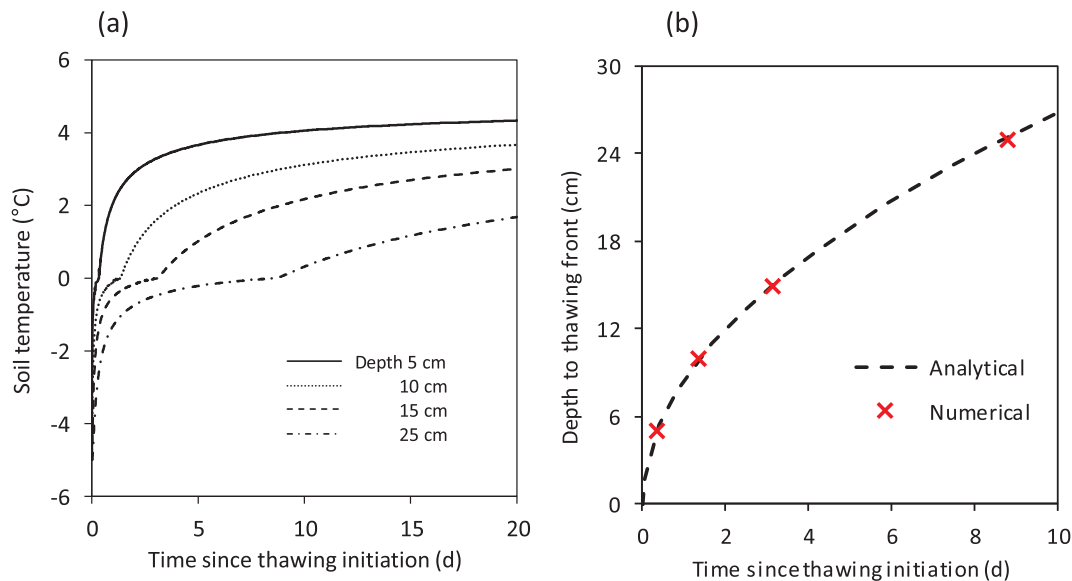 (a)
6
4
2
0
-2
-4
-6
Soil temperature (°C)
Depth 5 cm
10 cm
15 cm
25 cm
0 5 10 15 20
Time since thawing initiation (d)
(b)
30
24
18
12
6
0
Depth to thawing front (cm)
Analytical
Numerical
0 2 4 6 8 10
Time since thawing initiation (d)